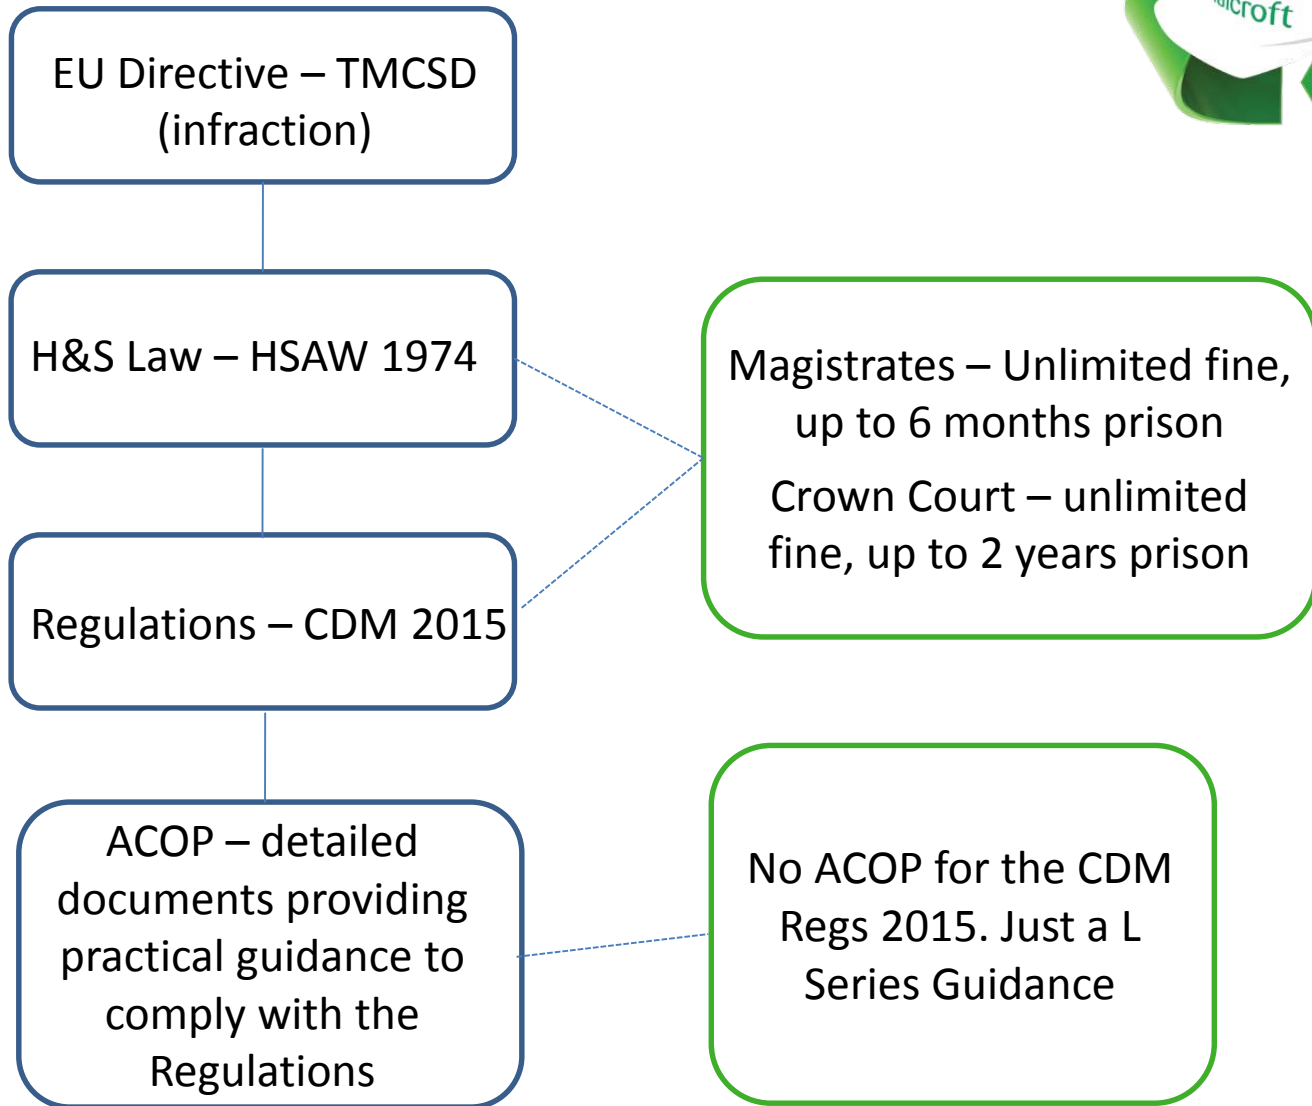 EU Directive – TMCSD
(infraction)
H&S Law – HSAW 1974
Magistrates – Unlimited fine,
up to 6 months prison
Crown Court – unlimited
fine, up to 2 years prison
Regulations – CDM 2015
ACOP – detailed
documents providing
practical guidance to
comply with the
Regulations
No ACOP for the CDM
Regs 2015. Just a L
Series Guidance